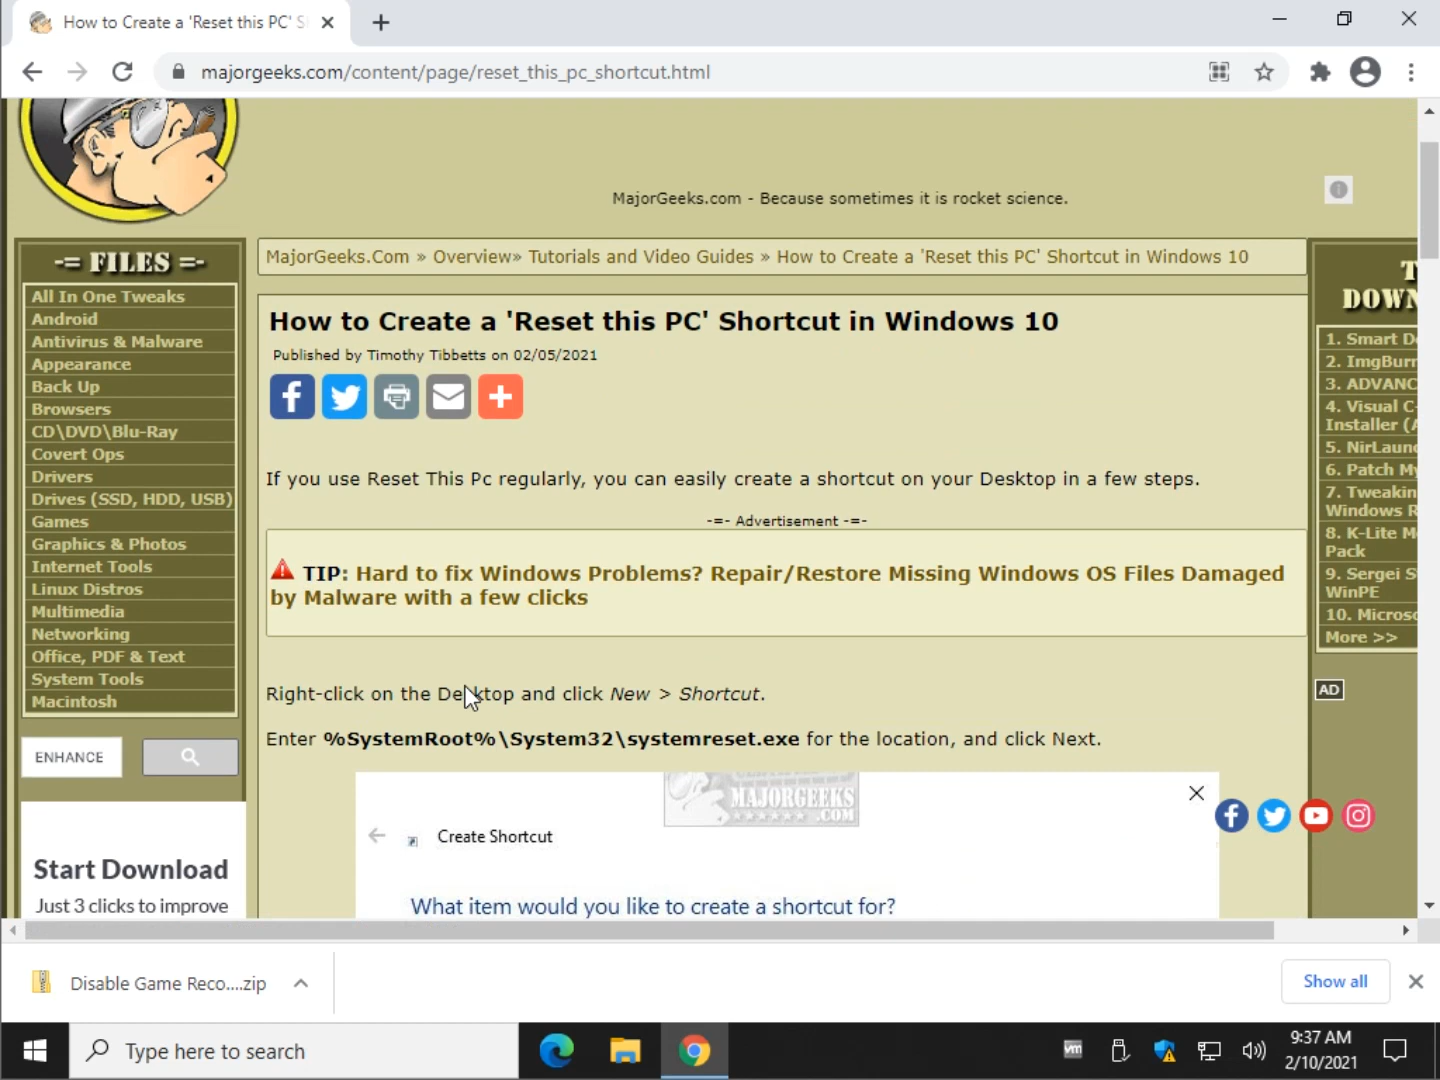 How to Create a 'Reset this PC' S
majorgeeks.com/content/page/reset_this_pc_shortcut.html
MajorGeeks.com - Because sometimes it is rocket science.
-= FILES =-
All In One Tweaks
Android
Antivirus & Malware
Appearance
Back Up
Browsers
CD\DVD\Blu-Ray
Covert Ops
Drivers
Drives (SSD, HDD, USB)
Games
Graphics & Photos
Internet Tools
Linux Distros
Multimedia
Networking
Office, PDF & Text
System Tools
Macintosh
ENHANCE
Start Download
Just 3 clicks to improve
MajorGeeks.Com » Overview» Tutorials and Video Guides » How to Create a 'Reset this PC' Shortcut in Windows 10
How to Create a 'Reset this PC' Shortcut in Windows 10
Published by Timothy Tibbetts on 02/05/2021
If you use Reset This Pc regularly, you can easily create a shortcut on your Desktop in a few steps.
-=- Advertisement -=-
TIP: Hard to fix Windows Problems? Repair/Restore Missing Windows OS Files Damaged
by Malware with a few clicks
Right-click on the Desktop and click New > Shortcut.
Enter %SystemRoot%\System32\systemreset.exe for the location, and click Next.
MAJORGEEKS
.COM
Create Shortcut
What item would you like to create a shortcut for?
T
DOWN
1. Smart De
2. ImgBurn
3. ADVANC
4. Visual C-
Installer (A
5. NirLaunc
6. Patch My
7. Tweakin
Windows R
8. K-Lite M
Pack
9. Sergei S
WinPE
10. Microso
More >>
AD
Disable Game Reco....zip
Show all
Type here to search
vm
9:37 AM
2/10/2021